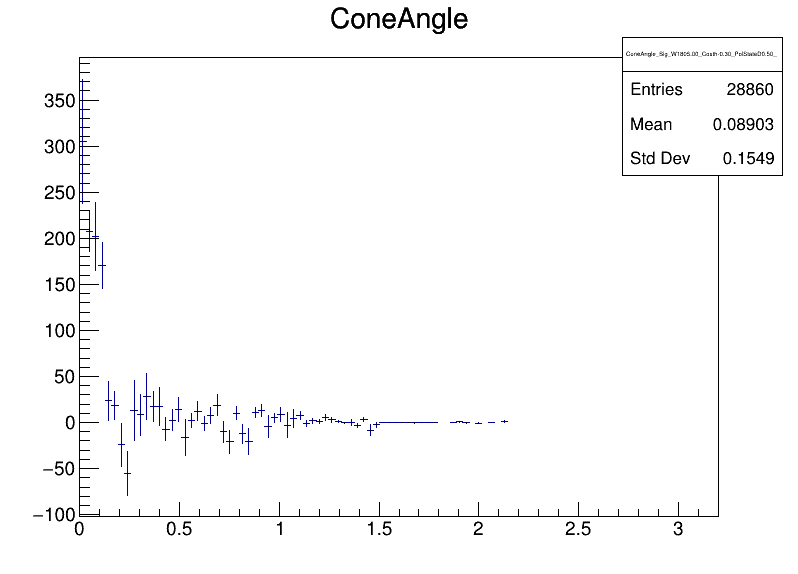 ConeAngle
ConeAngle_Sig_W1805.00_Costh-0.30_PolStateD0.50_
Entries 28860
Mean 0.08903
Std Dev 0.1549
350
300
250
200
150
100
50
0
−50
−100
0 0.5 1 1.5 2 2.5 3